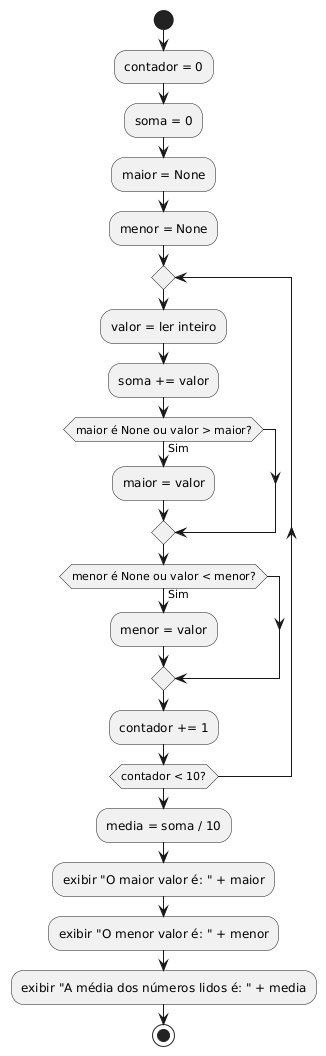 contador = 0
soma = 0
maior = None
menor = None
valor = ler inteiro
soma += valor
maior é None ou valor > maior?
Sim
maior = valor
menor é None ou valor < menor?
Sim
menor = valor
contador += 1
contador < 10?
media = soma / 10
exibir "O maior valor é: " + maior
exibir "O menor valor é: " + menor
exibir "A média dos números lidos é: " + media